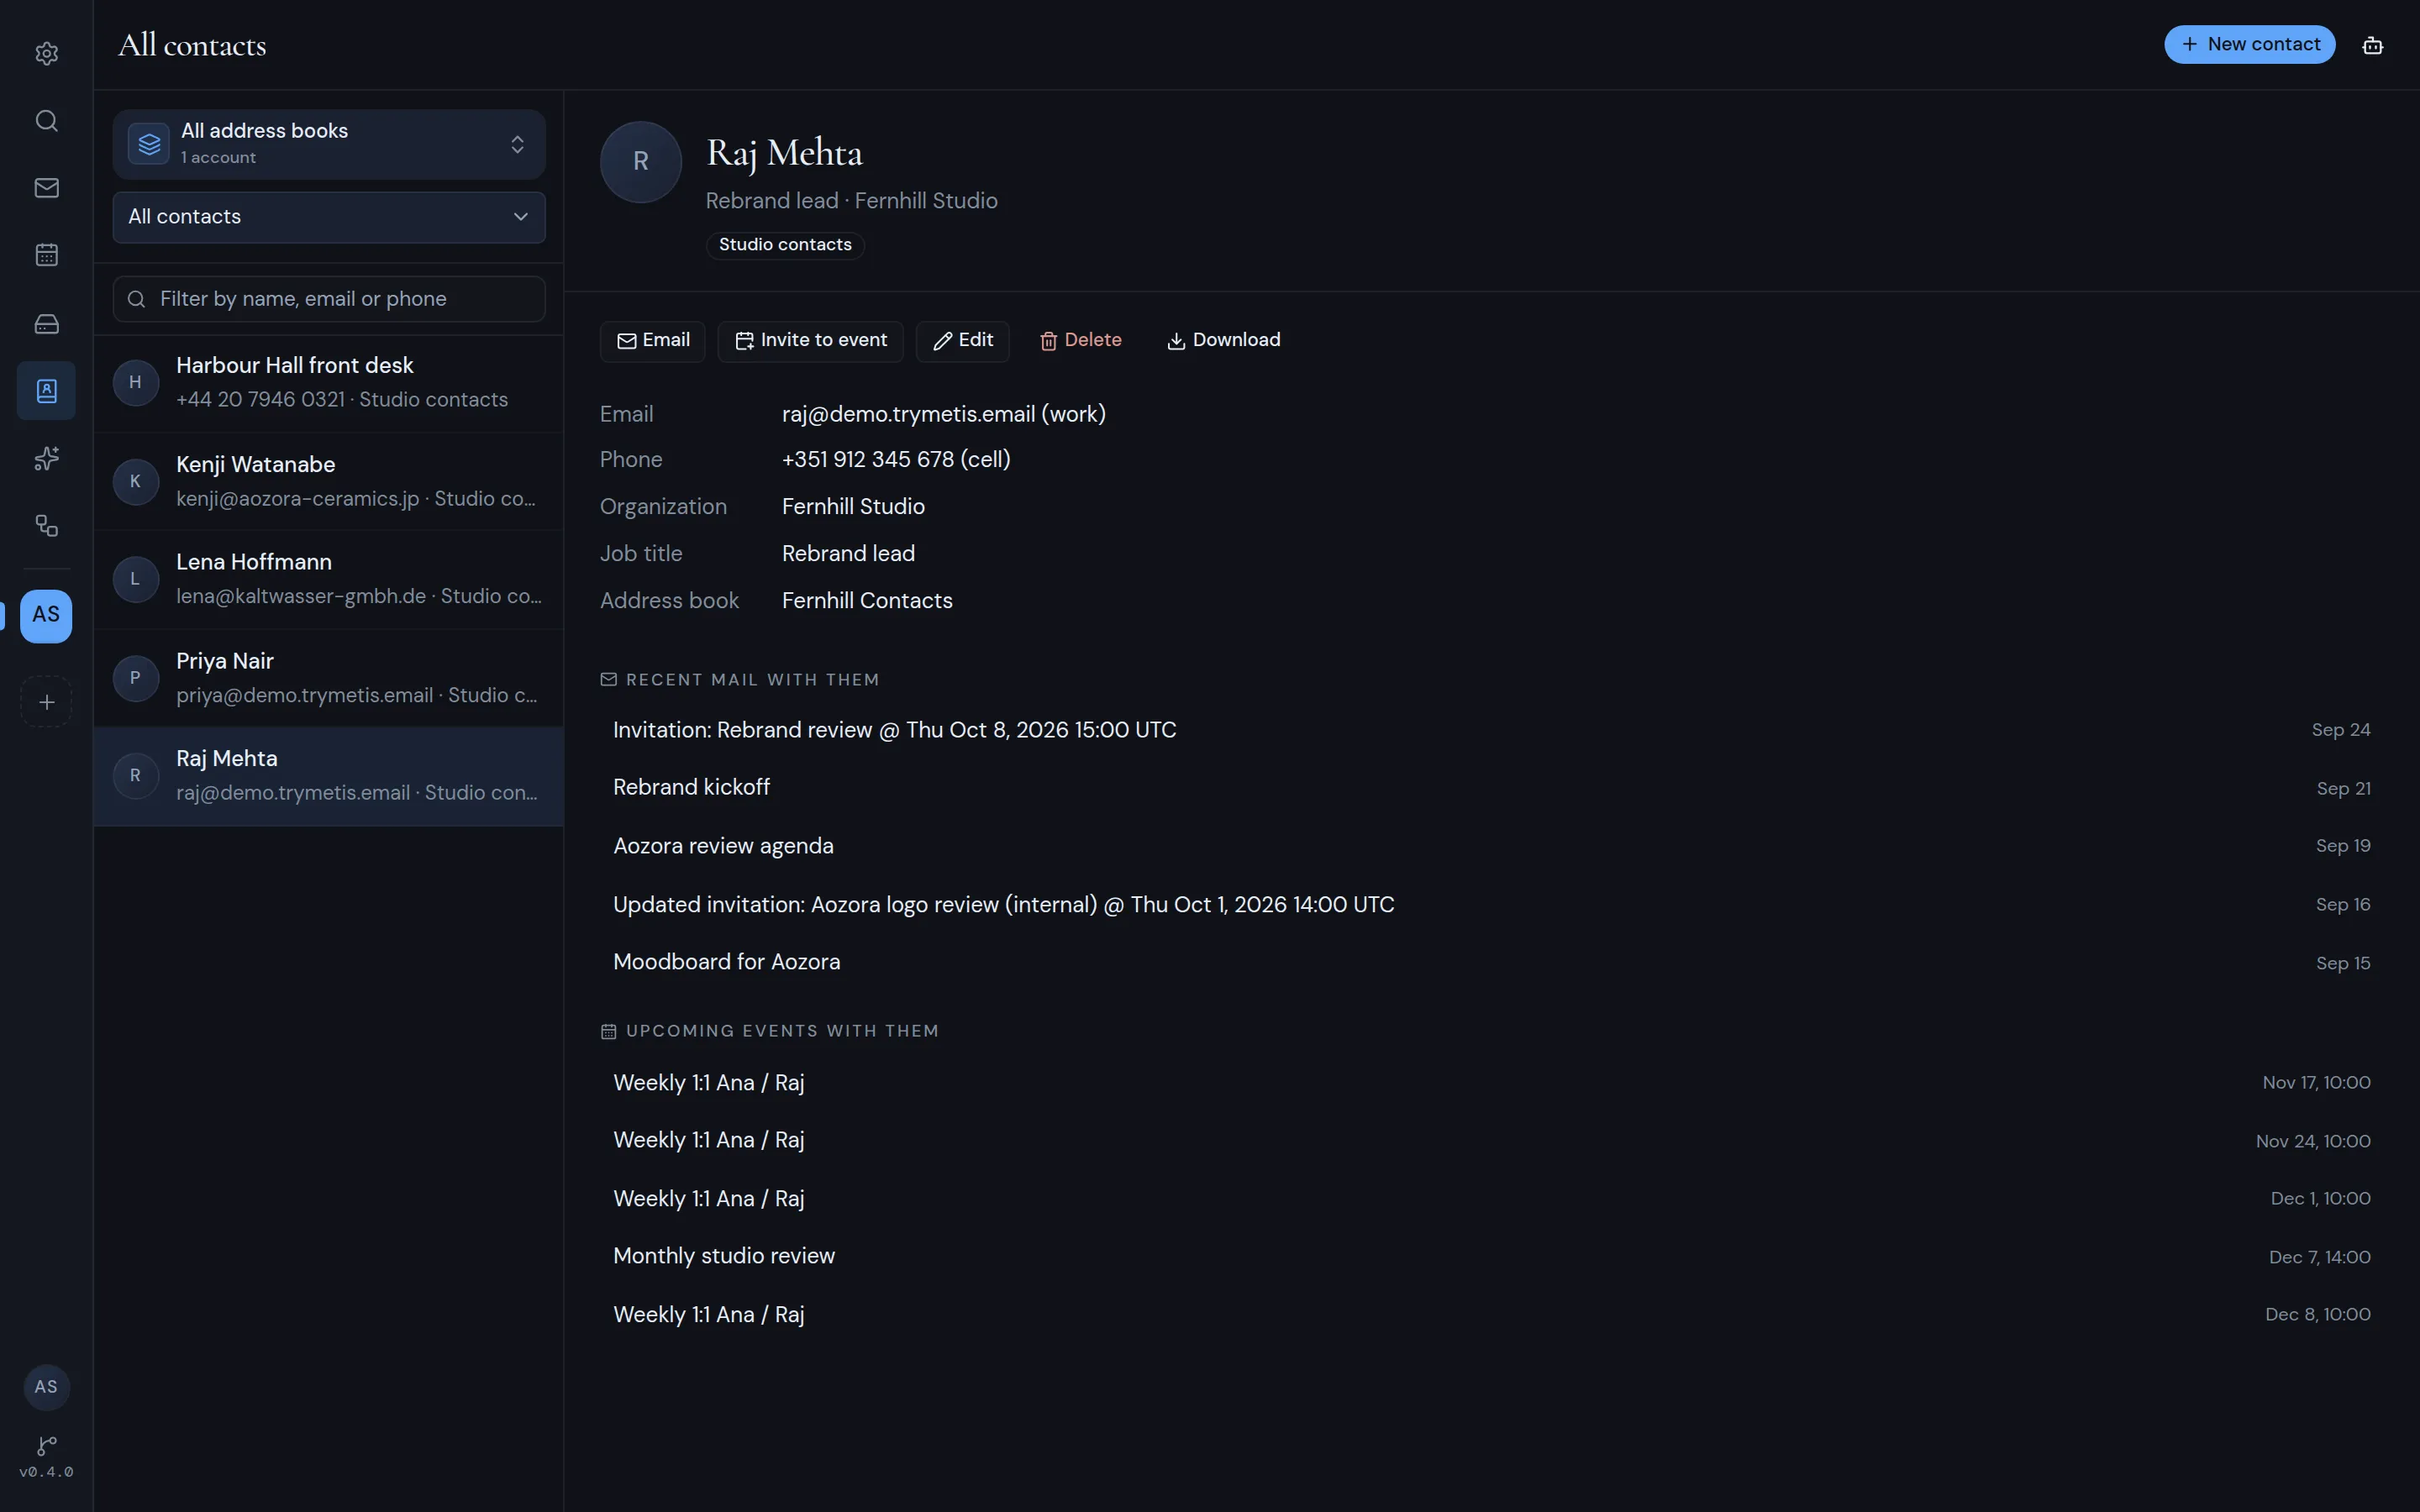 All contacts
New contact
All address books
1 account
All contacts
Filter by name, email or phone
H
Harbour Hall front desk
+44 20 7946 0321 · Studio contacts
K
Kenji Watanabe
kenji@aozora-ceramics.jp · Studio co...
L
Lena Hoffmann
lena@kaltwasser-gmbh.de · Studio co...
P
Priya Nair
priya@demo.trymetis.email · Studio c...
R
Raj Mehta
raj@demo.trymetis.email · Studio con...
AS
AS
v0.4.0
R
Raj Mehta
Rebrand lead · Fernhill Studio
Studio contacts
Email
Invite to event
Edit
Delete
Download
Email raj@demo.trymetis.email (work)
Phone +351 912 345 678 (cell)
Organization Fernhill Studio
Job title Rebrand lead
Address book Fernhill Contacts
RECENT MAIL WITH THEM
Invitation: Rebrand review @ Thu Oct 8, 2026 15:00 UTC Sep 24
Rebrand kickoff Sep 21
Aozora review agenda Sep 19
Updated invitation: Aozora logo review (internal) @ Thu Oct 1, 2026 14:00 UTC Sep 16
Moodboard for Aozora Sep 15
UPCOMING EVENTS WITH THEM
Weekly 1:1 Ana / Raj Nov 17, 10:00
Weekly 1:1 Ana / Raj Nov 24, 10:00
Weekly 1:1 Ana / Raj Dec 1, 10:00
Monthly studio review Dec 7, 14:00
Weekly 1:1 Ana / Raj Dec 8, 10:00